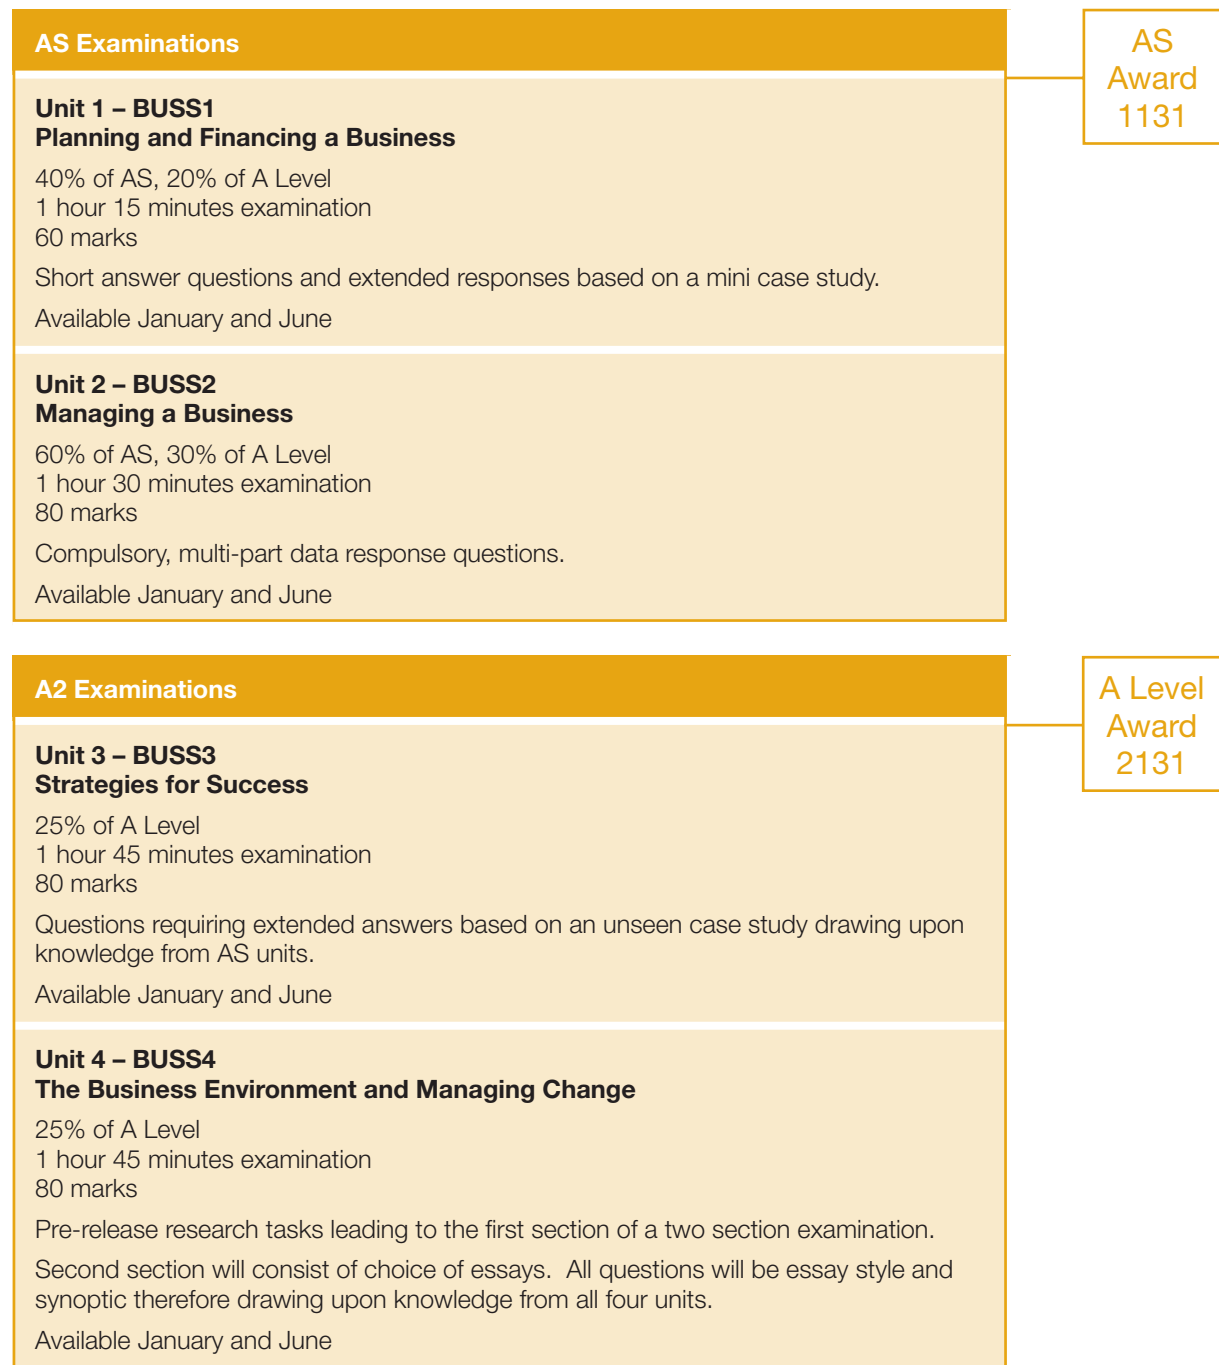 AS Examinations
AS
Award
1131
Unit 1 – BUSS1
Planning and Financing a Business
40% of AS, 20% of A Level
1 hour 15 minutes examination
60 marks
Short answer questions and extended responses based on a mini case study.
Available January and June
Unit 2 – BUSS2
Managing a Business
60% of AS, 30% of A Level
1 hour 30 minutes examination
80 marks
Compulsory, multi-part data response questions.
Available January and June
A2 Examinations
A Level
Award
2131
Unit 3 – BUSS3
Strategies for Success
25% of A Level
1 hour 45 minutes examination
80 marks
Questions requiring extended answers based on an unseen case study drawing upon
knowledge from AS units.
Available January and June
Unit 4 – BUSS4
The Business Environment and Managing Change
25% of A Level
1 hour 45 minutes examination
80 marks
Pre-release research tasks leading to the first section of a two section examination.
Second section will consist of choice of essays.  All questions will be essay style and
synoptic therefore drawing upon knowledge from all four units.
Available January and June